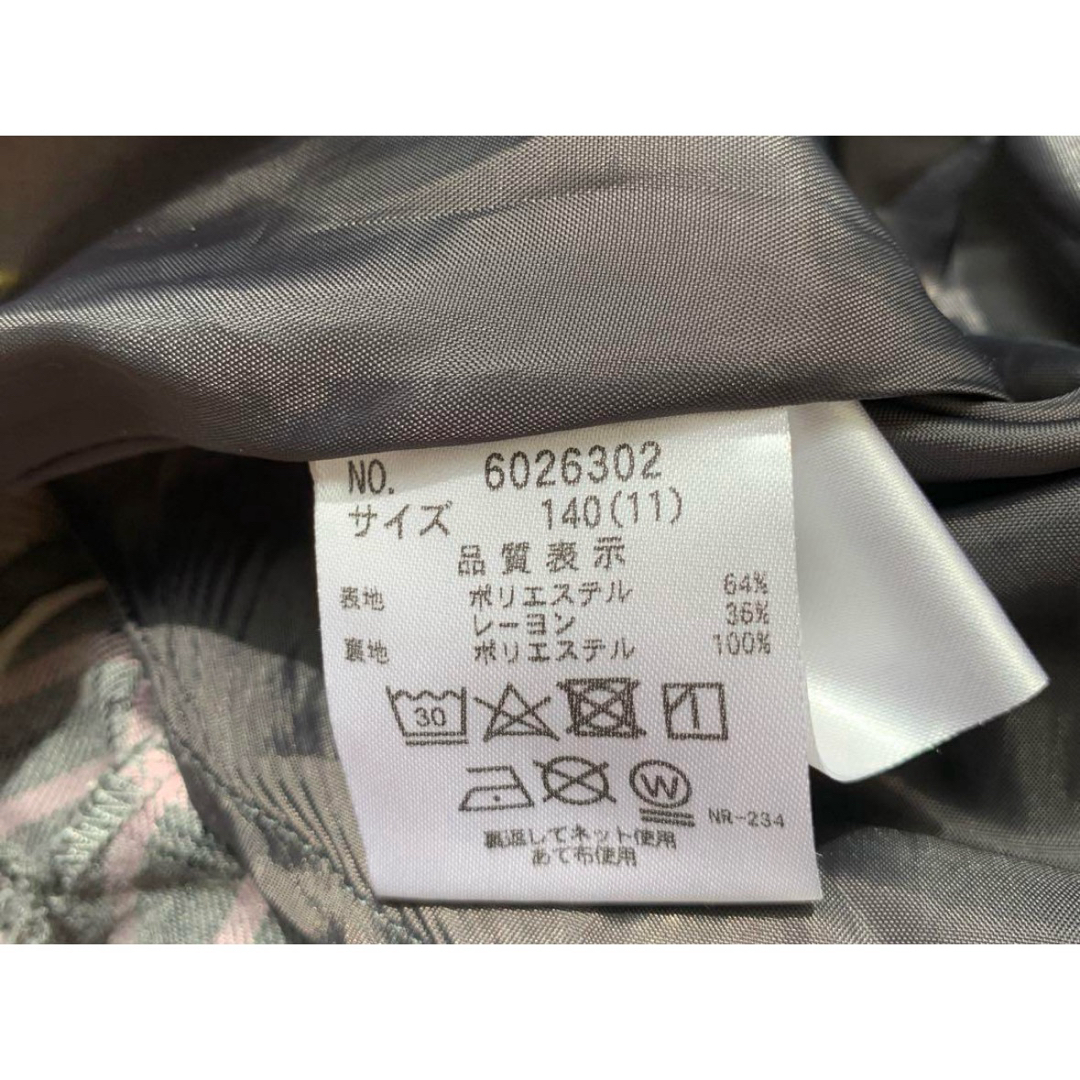 NO. 6026302
サイズ 140(11)
品質表示
表地 ポリエステル 64%
レーヨン 36%
裏地 ポリエステル 100%
30
W
NR-234
裏返してネット使用
あて布使用